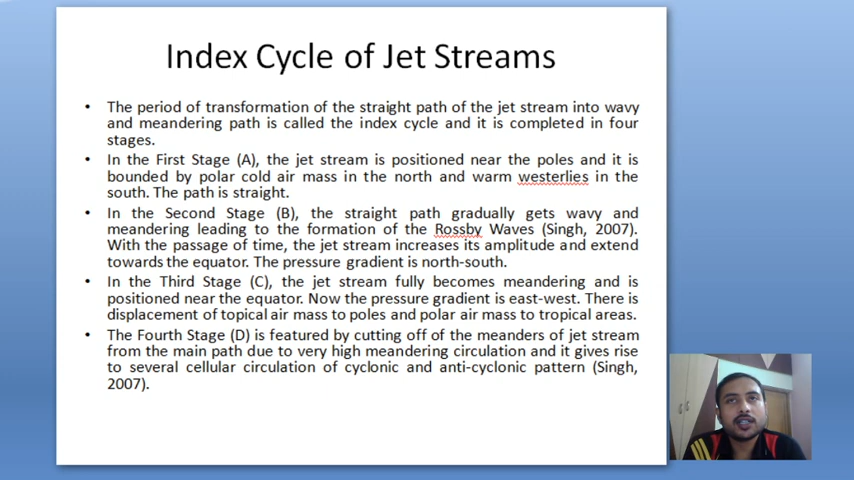 Index Cycle of Jet Streams
• The period of transformation of the straight path of the jet stream into wavy
and meandering path is called the index cycle and it is completed in four
stages.
• In the First Stage (A), the jet stream is positioned near the poles and it is
bounded by polar cold air mass in the north and warm westerlies in the
south. The path is straight.
• In the Second Stage (B), the straight path gradually gets wavy and
meandering leading to the formation of the Rossby Waves (Singh, 2007).
With the passage of time, the jet stream increases its amplitude and extend
towards the equator. The pressure gradient is north-south.
• In the Third Stage (C), the jet stream fully becomes meandering and is
positioned near the equator. Now the pressure gradient is east-west. There is
displacement of topical air mass to poles and polar air mass to tropical areas.
• The Fourth Stage (D) is featured by cutting off of the meanders of jet stream
from the main path due to very high meandering circulation and it gives rise
to several cellular circulation of cyclonic and anti-cyclonic pattern (Singh,
2007).